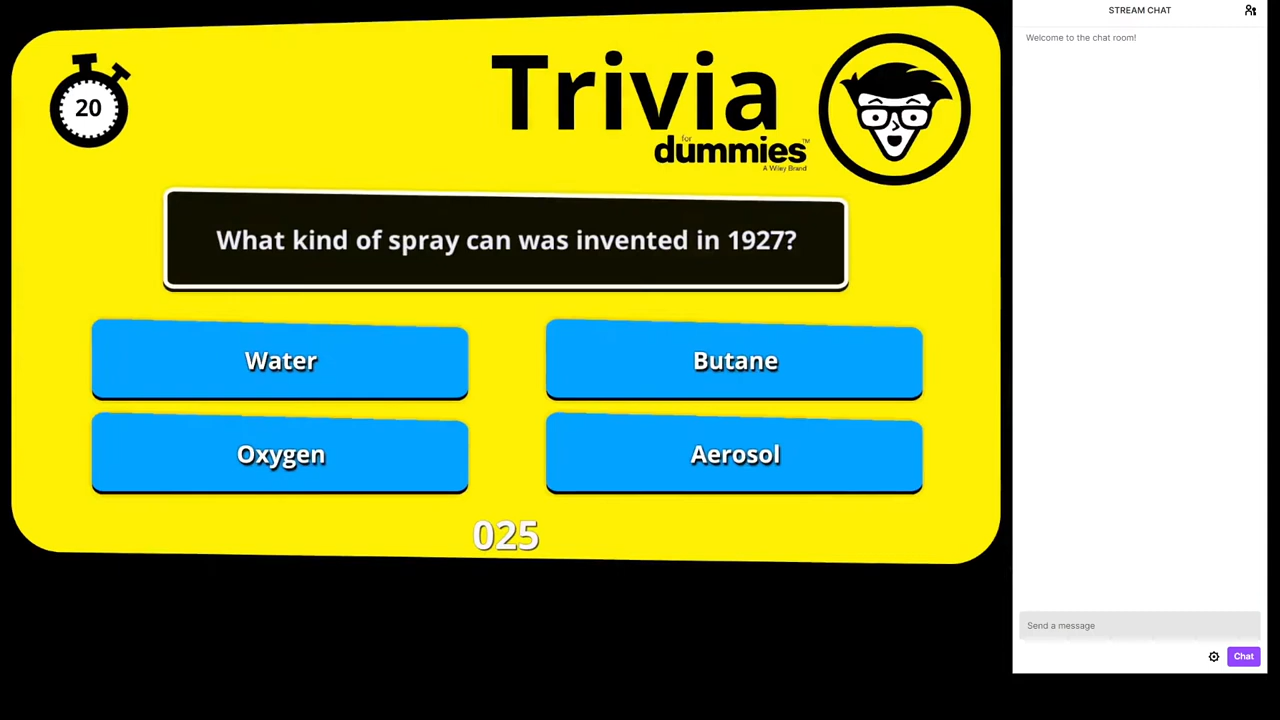 20
Trivia
for
dummies™
A Wiley Brand
What kind of spray can was invented in 1927?
Water
Butane
Oxygen
Aerosol
025
STREAM CHAT
Welcome to the chat room!
Send a message
Chat